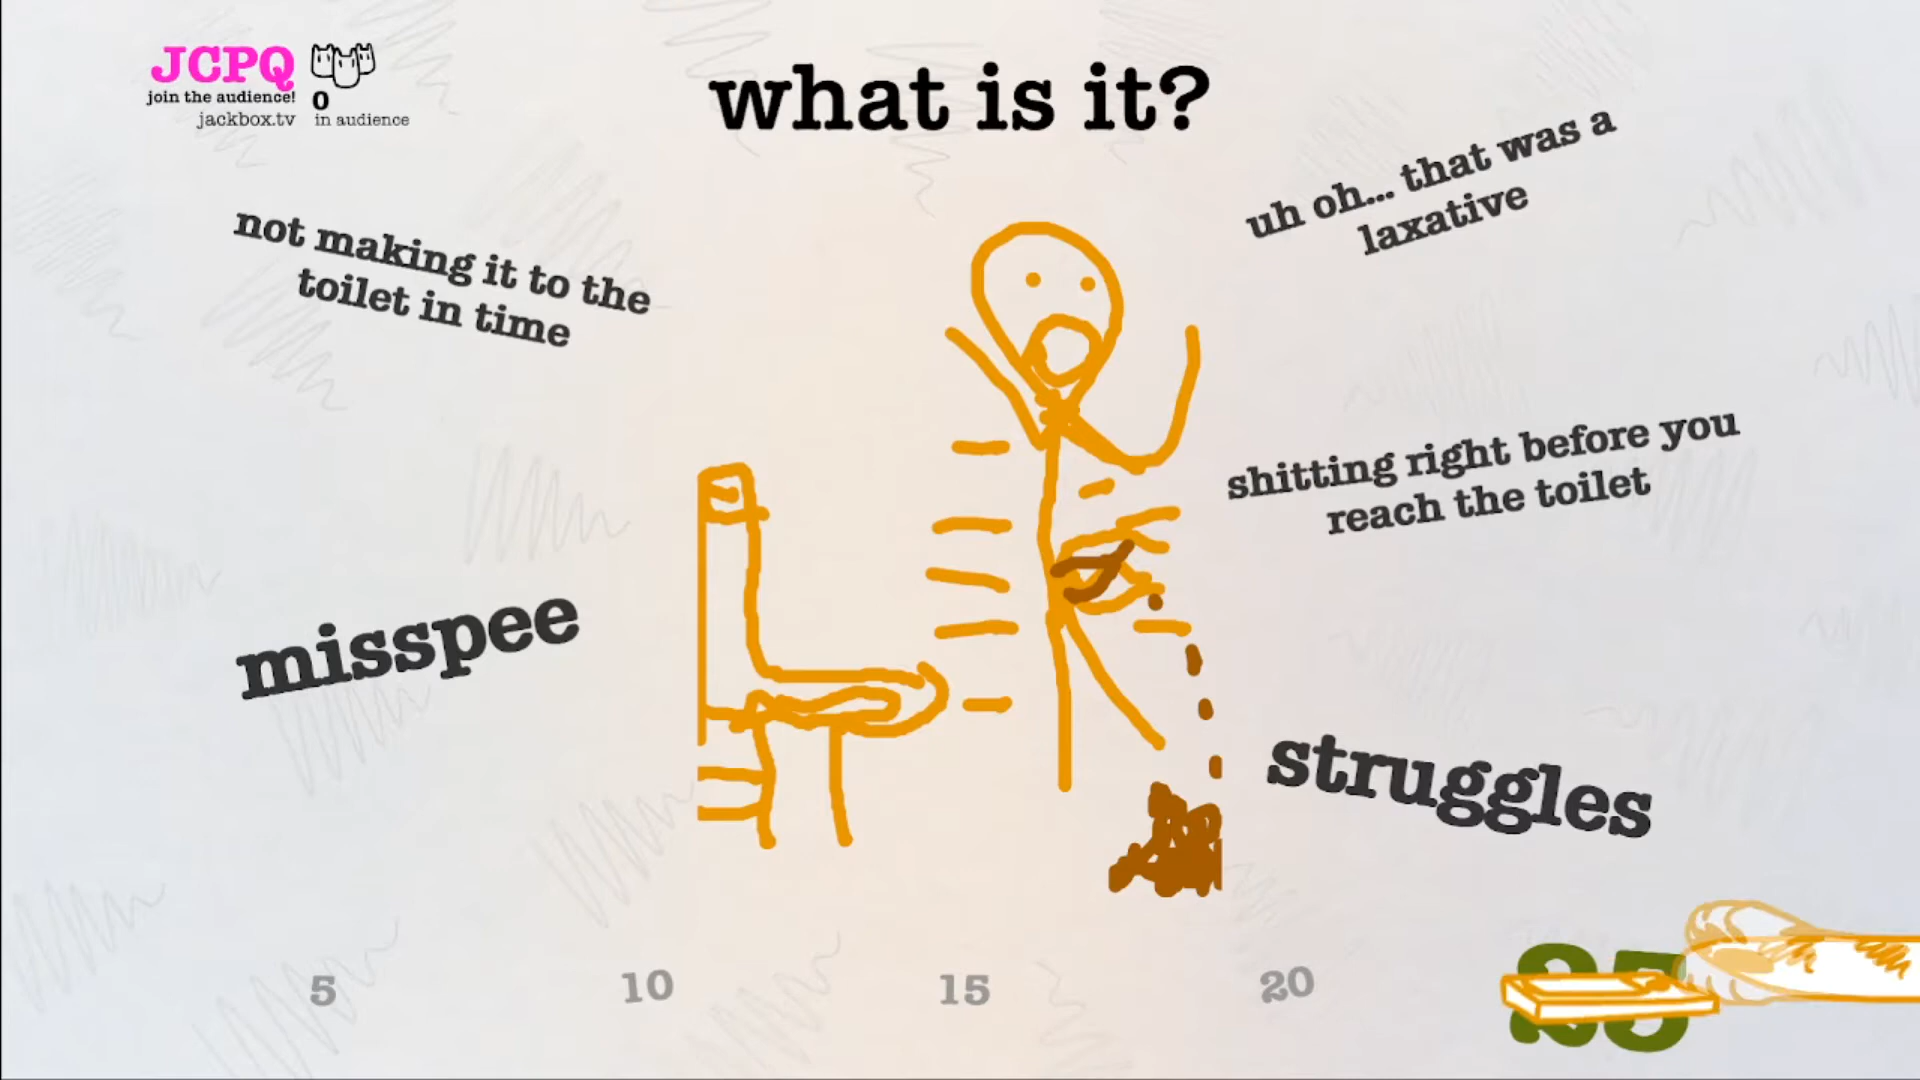 JCPQ
join the audience!
jackbox.tv
0
in audience
what is it?
uh oh... that was a
laxative
not making it to the
toilet in time
shitting right before you
reach the toilet
misspee
struggles
5
10
15
20
25